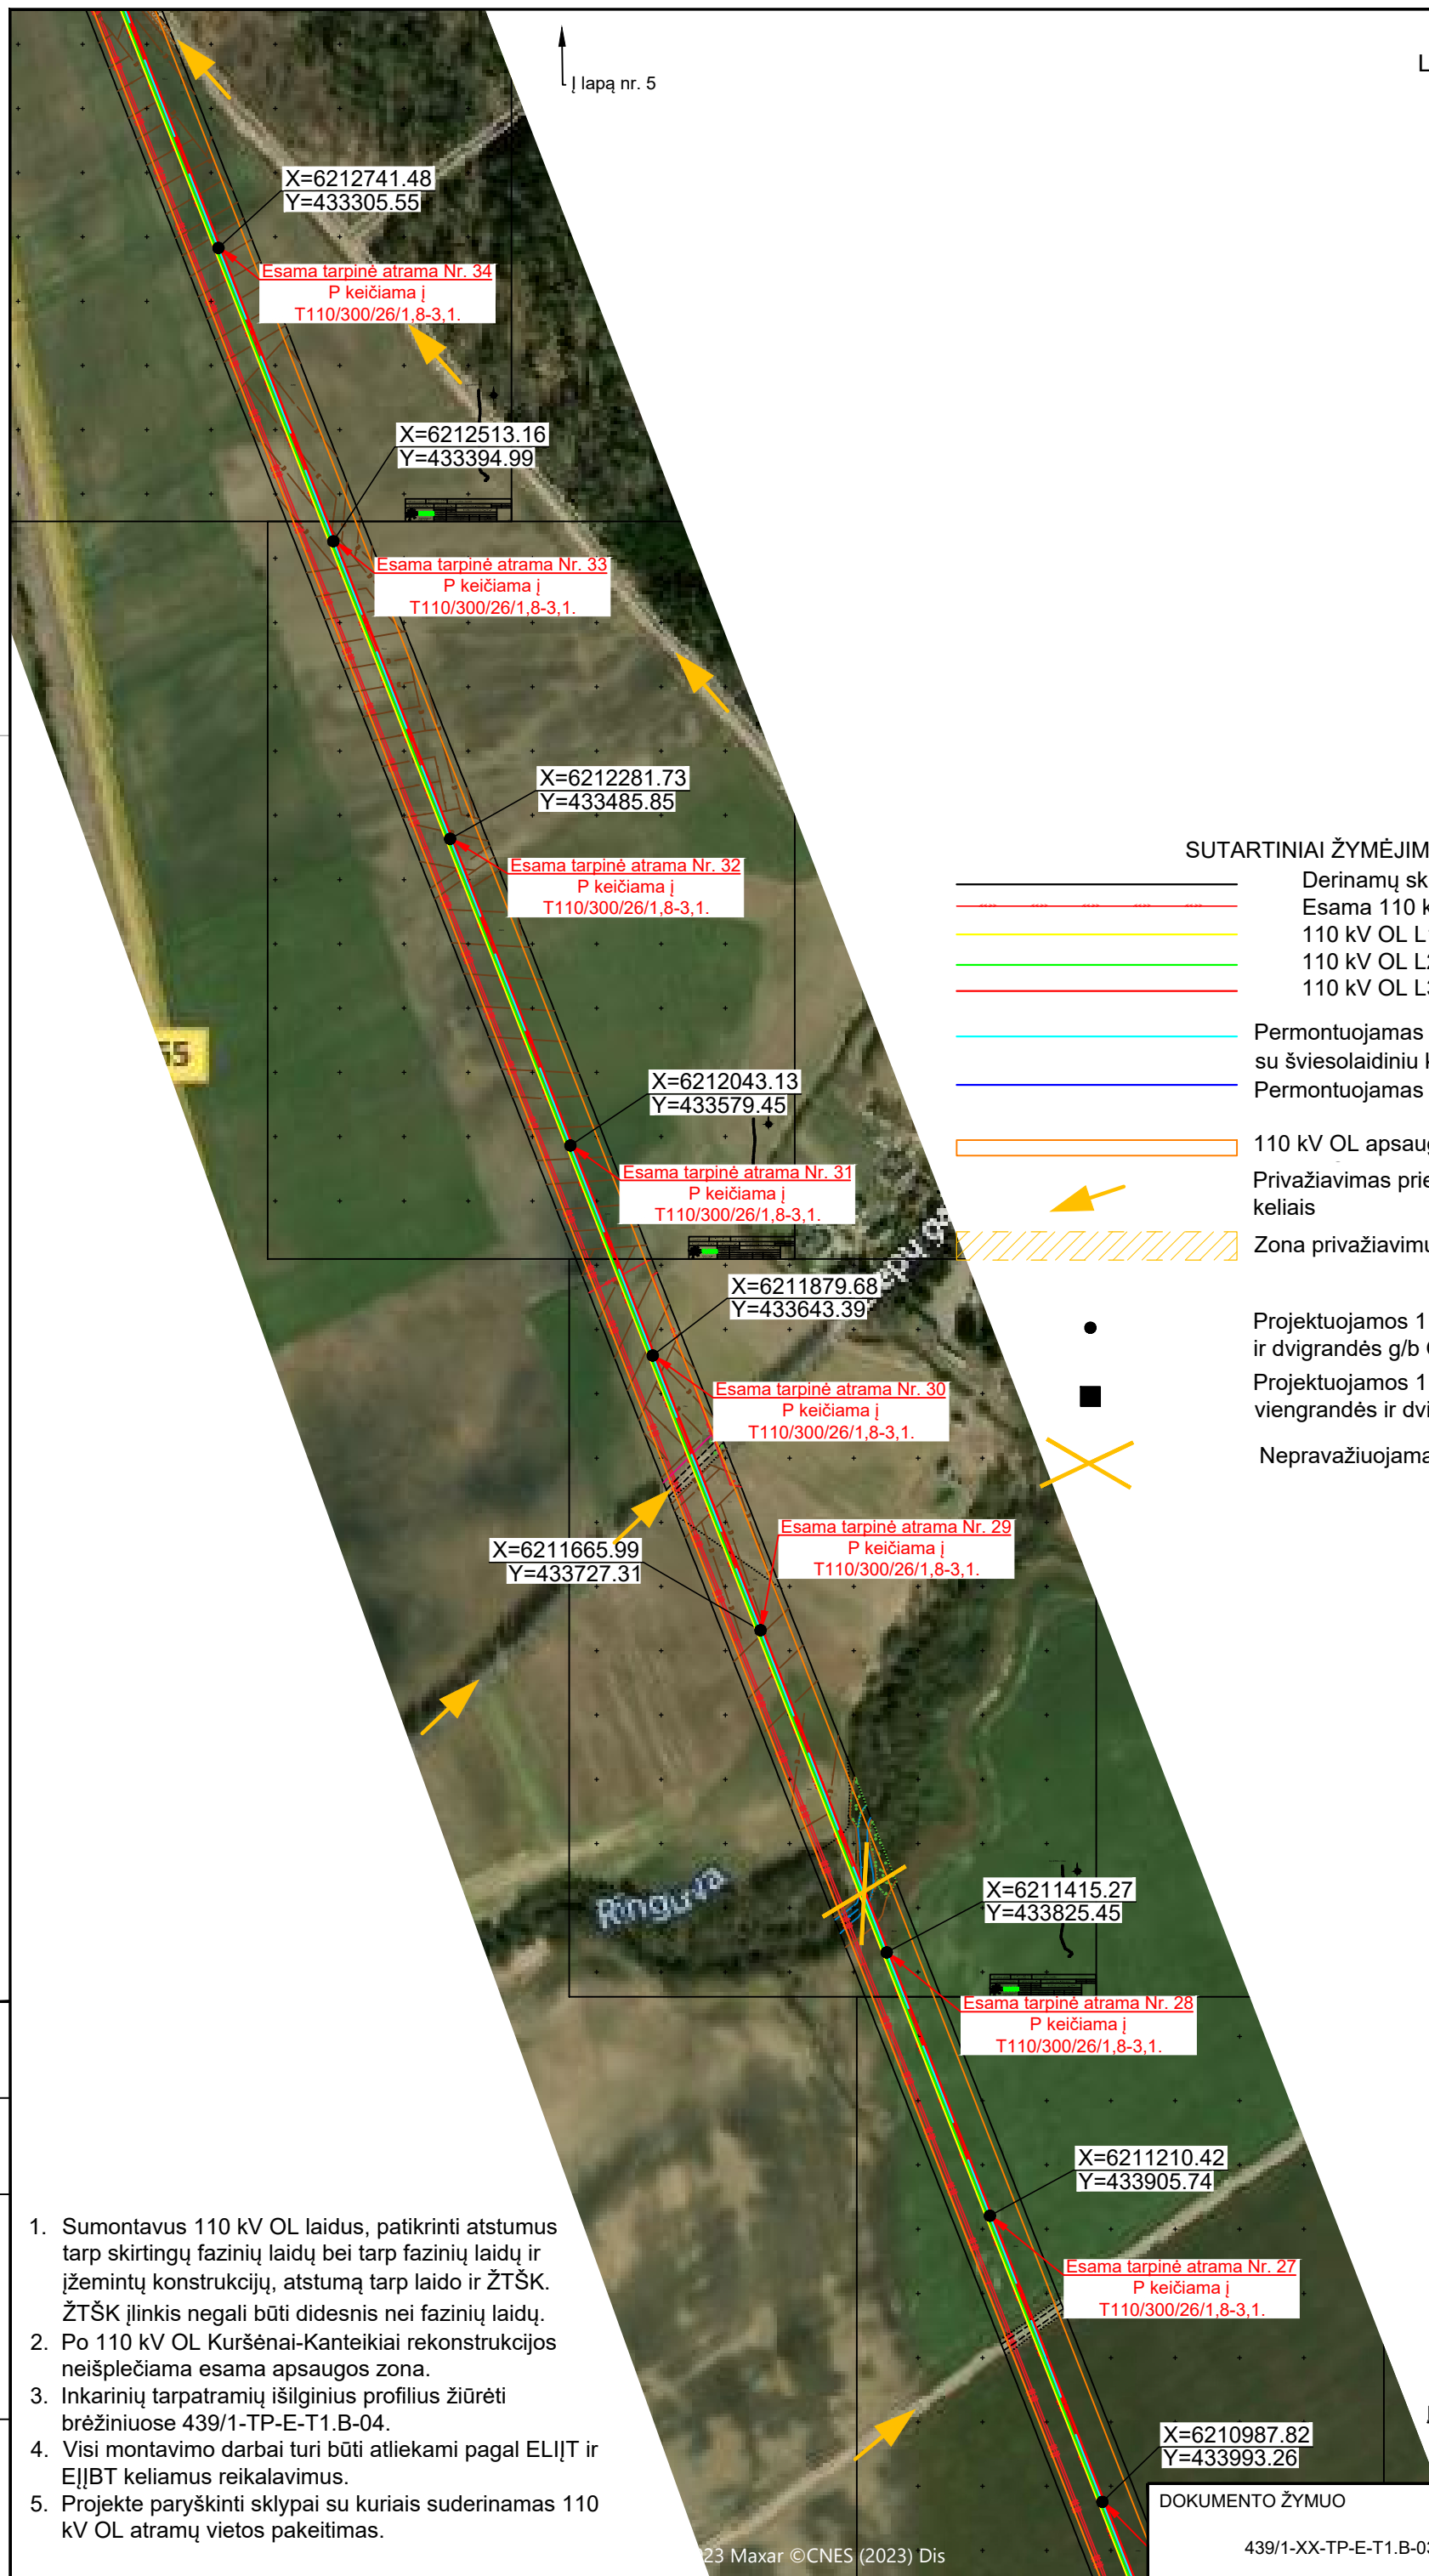 Į lapą nr. 5
L
X=6212741.48
Y=433305.55
Esama tarpinė atrama Nr. 34
P keičiama į
T110/300/26/1,8-3,1.
X=6212513.16
Y=433394.99
Esama tarpinė atrama Nr. 33
P keičiama į
T110/300/26/1,8-3,1.
X=6212281.73
Y=433485.85
Esama tarpinė atrama Nr. 32
P keičiama į
T110/300/26/1,8-3,1.
X=6212043.13
Y=433579.45
Esama tarpinė atrama Nr. 31
P keičiama į
T110/300/26/1,8-3,1.
X=6211879.68
Y=433643.39
Esama tarpinė atrama Nr. 30
P keičiama į
T110/300/26/1,8-3,1.
Esama tarpinė atrama Nr. 29
P keičiama į
T110/300/26/1,8-3,1.
X=6211665.99
Y=433727.31
Ringuva
X=6211415.27
Y=433825.45
Esama tarpinė atrama Nr. 28
P keičiama į
T110/300/26/1,8-3,1.
X=6211210.42
Y=433905.74
Esama tarpinė atrama Nr. 27
P keičiama į
T110/300/26/1,8-3,1.
X=6210987.82
Y=433993.26
SUTARTINIAI ŽYMĖJIM
Derinamų sk
Esama 110 k
110 kV OL L1
110 kV OL L2
110 kV OL L3
Permontuojamas
su šviesolaidiniu k
Permontuojamas
110 kV OL apsaug
Privažiavimas prie
keliais
Zona privažiavimu
Projektuojamos 1
ir dvigrandės g/b
Projektuojamos 1
viengrandės ir dvi
Nepravažiuojama
1. Sumontavus 110 kV OL laidus, patikrinti atstumus
tarp skirtingų fazinių laidų bei tarp fazinių laidų ir
įžemintų konstrukcijų, atstumą tarp laido ir ŽTŠK.
ŽTŠK įlinkis negali būti didesnis nei fazinių laidų.
2. Po 110 kV OL Kuršėnai-Kanteikiai rekonstrukcijos
neišplečiama esama apsaugos zona.
3. Inkarinių tarpatramių išilginius profilius žiūrėti
brėžiniuose 439/1-TP-E-T1.B-04.
4. Visi montavimo darbai turi būti atliekami pagal ELIĮT ir
EĮĮBT keliamus reikalavimus.
5. Projekte paryškinti sklypai su kuriais suderinamas 110
kV OL atramų vietos pakeitimas.
23 Maxar ©CNES (2023) Dis
DOKUMENTO ŽYMUO
439/1-XX-TP-E-T1.B-03